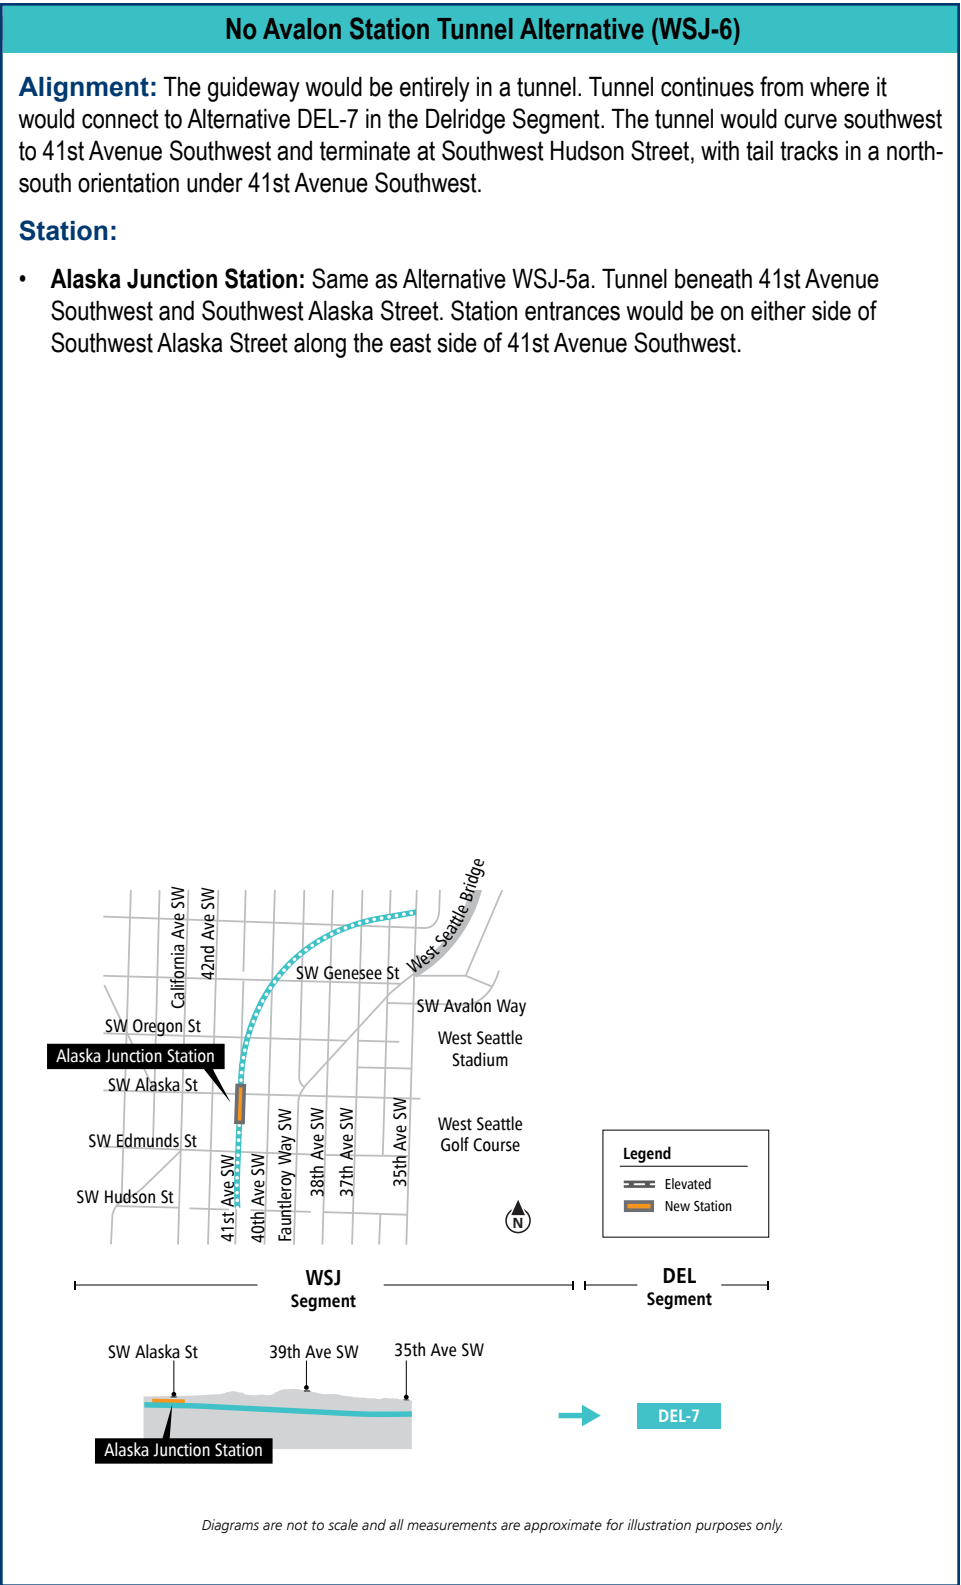 No Avalon Station Tunnel Alternative (WSJ-6)
Alignment: The guideway would be entirely in a tunnel. Tunnel continues from where it
would connect to Alternative DEL-7 in the Delridge Segment. The tunnel would curve southwest
to 41st Avenue Southwest and terminate at Southwest Hudson Street, with tail tracks in a north-
south orientation under 41st Avenue Southwest.
Station:
• Alaska Junction Station: Same as Alternative WSJ-5a. Tunnel beneath 41st Avenue
Southwest and Southwest Alaska Street. Station entrances would be on either side of
Southwest Alaska Street along the east side of 41st Avenue Southwest.
California Ave SW
42nd Ave SW
West Seattle Bridge
SW Genesee St
SW Avalon Way
SW Oregon St
West Seattle
Stadium
Alaska Junction Station
SW Alaska St
West Seattle
Golf Course
SW Edmunds St
SW Hudson St
41st Ave SW
40th Ave SW
Fauntleroy Way SW
38th Ave SW
37th Ave SW
35th Ave SW
N
Legend
Elevated
New Station
WSJ
Segment
DEL
Segment
SW Alaska St
39th Ave SW
35th Ave SW
Alaska Junction Station
DEL-7
Diagrams are not to scale and all measurements are approximate for illustration purposes only.